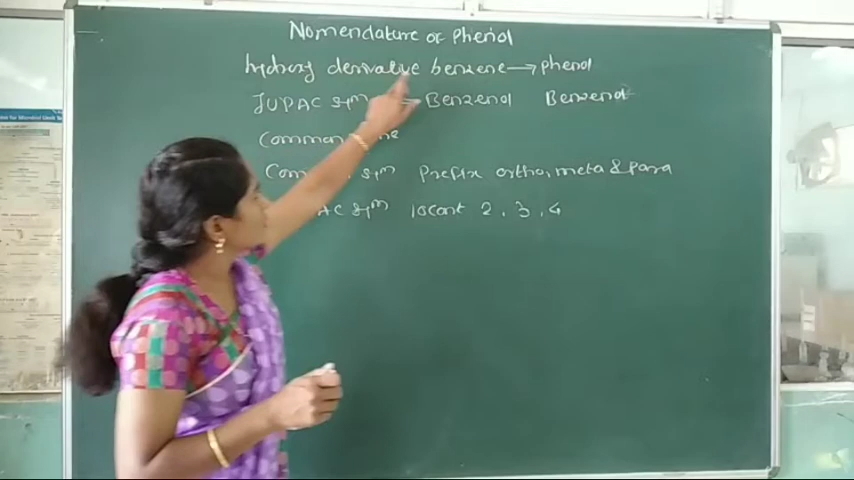 Nomenclature of Phenol
hydroxy derivative benzene → phenol
IUPAC sym → Benzenol Benzenol
Common
sym prefix ortho, meta & para
sym locant 2, 3, 4